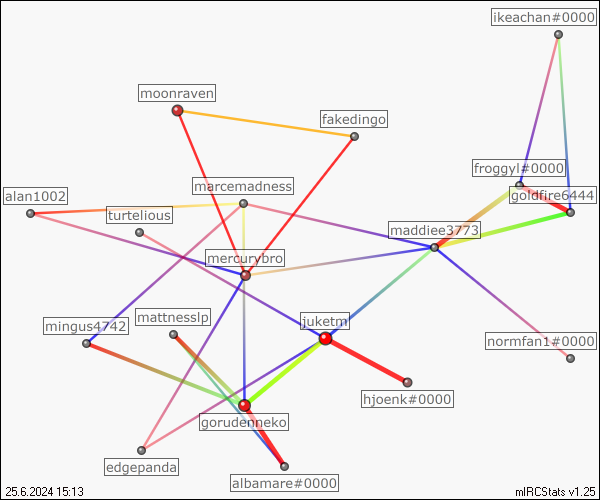 ikeachan#0000
moonraven
fakedingo
froggyl#0000
marcemadness
goldfire6444
alan1002
turtelious
maddiee3773
mercurybro
mattnesslp
juketm
mingus4742
normfan1#0000
hjoenk#0000
gorudenneko
edgepanda
albamare#0000
25.6.2024 15:13
mIRCStats v1.25